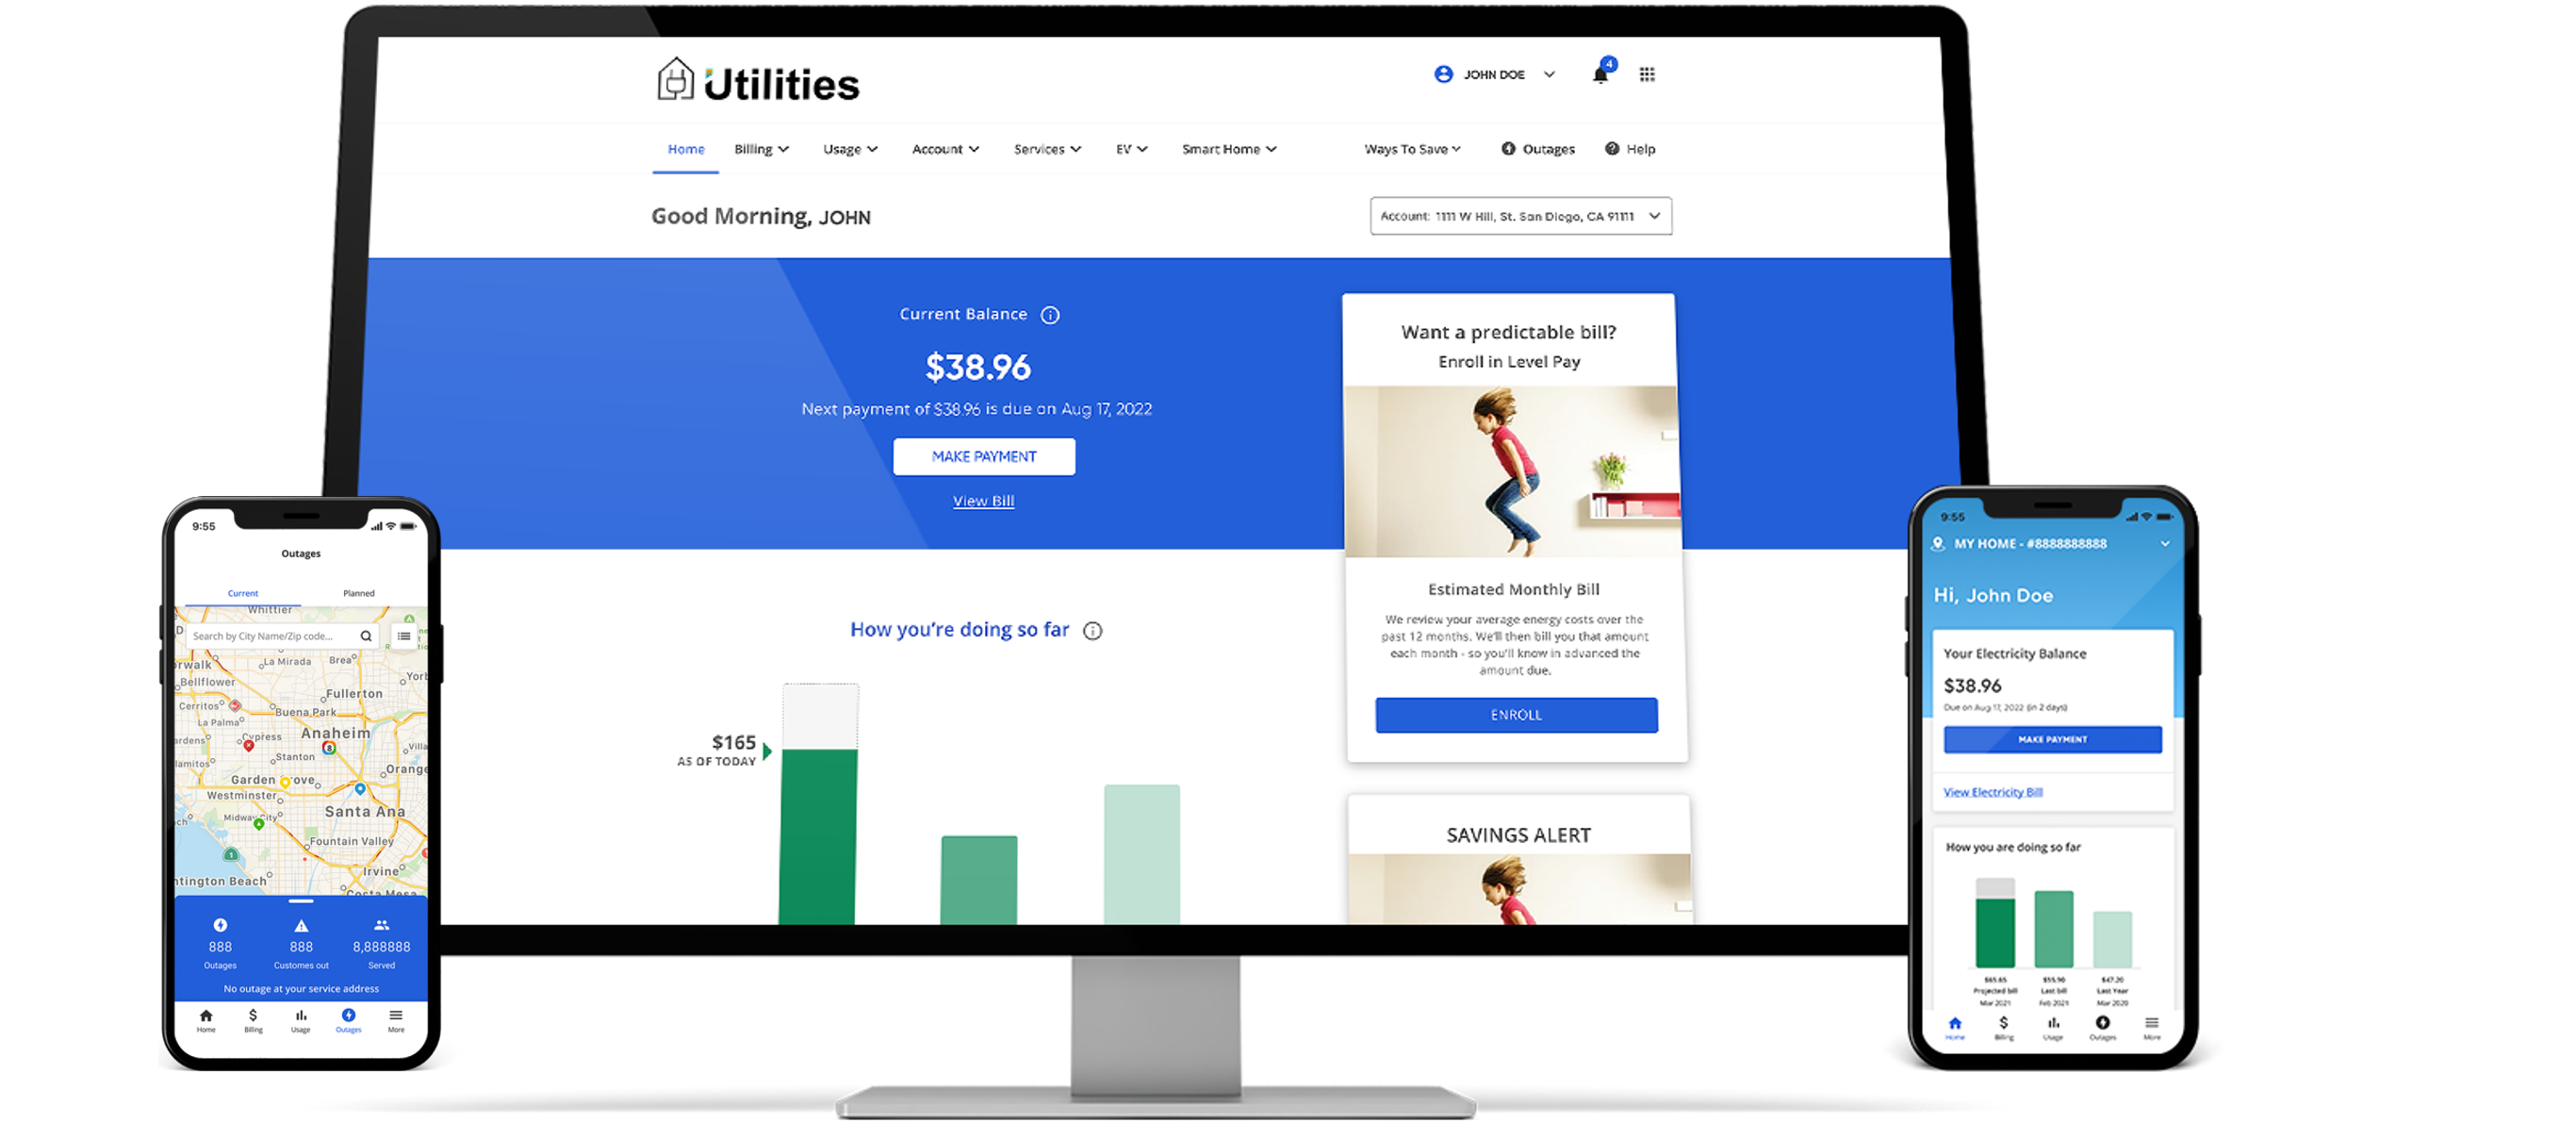 Utilities
JOHN DOE
4
Home
Billing
Usage
Account
Services
EV
Smart Home
Ways To Save
Outages
Help
Good Morning, JOHN
Account: 1111 W Hill, St. San Diego, CA 91111
Current Balance
$38.96
Next payment of $38.96 is due on Aug 17, 2022
MAKE PAYMENT
View Bill
Want a predictable bill?
Enroll in Level Pay
Estimated Monthly Bill
We review your average energy costs over the
past 12 months. We'll then bill you that amount
each month - so you'll know in advanced the
amount due.
ENROLL
SAVINGS ALERT
How you're doing so far
$165
AS OF TODAY
9:55
Outages
Current
Planned
Whittier
Search by City Name/Zip code...
orwalk
La Mirada
Brea
Bellflower
Yorb
Fullerton
Cerritos
Buena Park
La Palma
Anaheim
ardens
Cypress
8
Villa
Stanton
lamitos
Orange
Garden rove
Westminster
Santa Ana
ach
Midway City
Fountain Valley
1
Irvine
ntington Beach
Costa Mesa
888
Outages
888
Customes out
8,888888
Served
No outage at your service address
Home
Billing
Usage
Outages
More
9:55
MY HOME - #8888888888
Hi, John Doe
Your Electricity Balance
$38.96
Due on Aug 17, 2022 (in 2 days)
MAKE PAYMENT
View Electricity Bill
How you are doing so far
$65.65
Projected bill
Mar 2021
$55.90
Last bill
Feb 2021
$47.20
Last Year
Mar 2020
Home
Billing
Usage
Outages
More